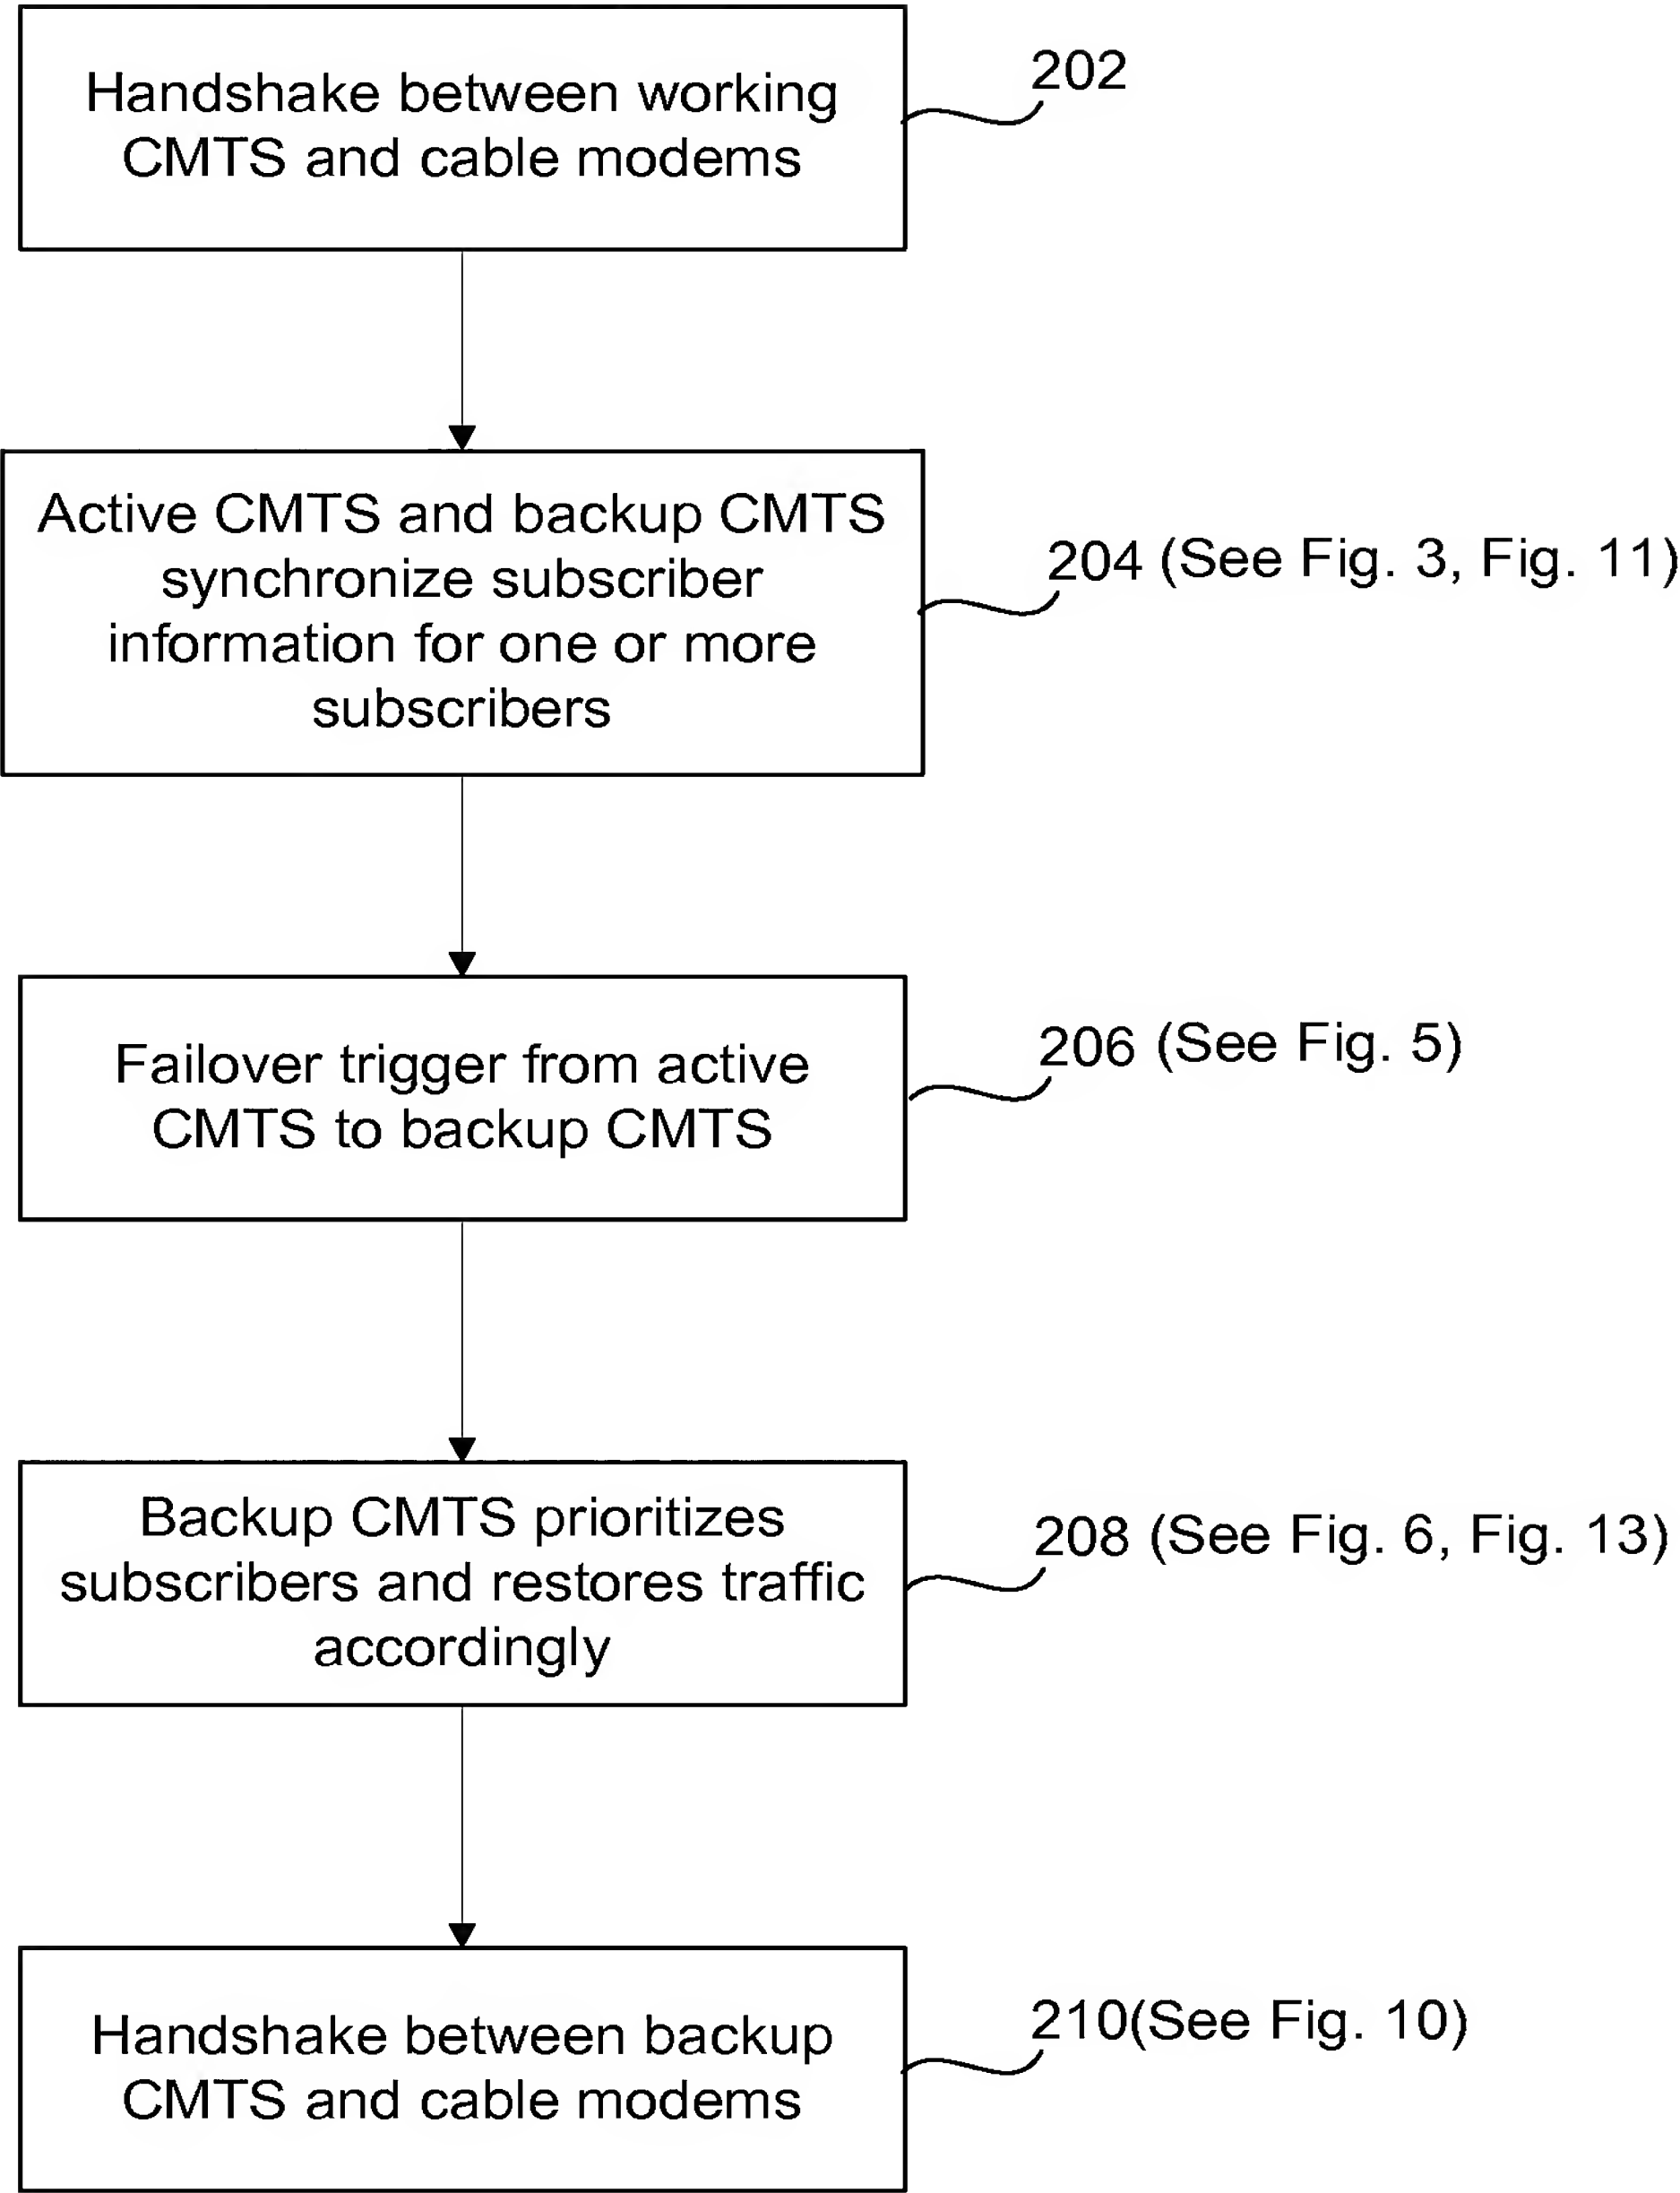 Handshake between working
CMTS and cable modems
202
Active CMTS and backup CMTS
synchronize subscriber
information for one or more
subscribers
204 (See Fig. 3, Fig. 11)
Failover trigger from active
CMTS to backup CMTS
206 (See Fig. 5)
Backup CMTS prioritizes
subscribers and restores traffic
accordingly
208 (See Fig. 6, Fig. 13)
Handshake between backup
CMTS and cable modems
210(See Fig. 10)